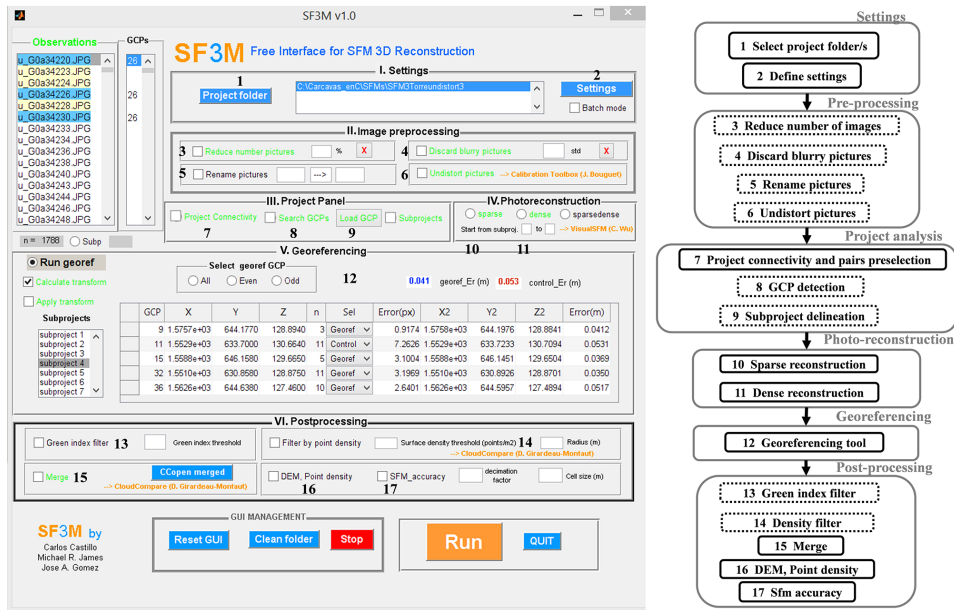 SF3M v1.0
Observations
u_G0a34220.JPG
u_G0a34223.JPG
u_G0a34224.JPG
u_G0a34226.JPG
u_G0a34228.JPG
u_G0a34230.JPG
u_G0a34233.JPG
u_G0a34234.JPG
u_G0a34236.JPG
u_G0a34238.JPG
u_G0a34240.JPG
u_G0a34243.JPG
u_G0a34244.JPG
u_G0a34246.JPG
u_G0a34248.JPG
n = 1788 Subp
GCPs
26
26
26
SF3M Free Interface for SFM 3D Reconstruction
I. Settings
1
Project folder
C:\Carcavas_enC\SFMs\SFM3Torreundistort3
2
Settings
Batch mode
II.Image preprocessing
3 Reduce number pictures % X
4 Discard blurry pictures std X
5 Rename pictures --->
6 Undistort pictures --> Calibration Toolbox (J. Bouguet)
III. Project Panel
Project Connectivity Search GCPs Load GCP Subprojects
7 8 9
IV.Photoreconstruction
sparse dense sparsedense
Start from subproj. to --> VisualSFM (C. Wu)
10 11
V. Georeferencing
Run georef
Calculate transform
Apply transform
Subprojects
subproject 1
subproject 2
subproject 3
subproject 4
subproject 5
subproject 6
subproject 7
Select georef GCP
All Even Odd
12
0.041 georef_Er (m) 0.053 control_Er (m)
GCP X Y Z n Sel Error(px) X2 Y2 Z2 Error(m)
9 1.5757e+03 644.1770 128.8940 3 Georef 0.9174 1.5758e+03 644.1976 128.8841 0.0412
11 1.5529e+03 633.7000 130.6640 11 Control 7.2626 1.5529e+03 633.7233 130.7094 0.0531
15 1.5588e+03 646.1580 129.6650 5 Georef 3.1004 1.5588e+03 646.1451 129.6504 0.0369
32 1.5510e+03 630.8580 128.8750 11 Georef 3.1969 1.5510e+03 630.8926 128.8701 0.0350
36 1.5626e+03 644.6380 127.4600 10 Georef 2.6401 1.5626e+03 644.5957 127.4894 0.0517
VI. Postprocessing
Green index filter 13 Green index threshold
Filter by point density Surface density threshold (points/m2) 14 Radius (m)
--> CloudCompare (D. Girardeau-Montaut)
Merge 15 CCopen merged
--> CloudCompare (D. Girardeau-Montaut)
DEM, Point density SFM_accuracy decimation factor Cell size (m)
16 17
SF3M by
Carlos Castillo
Michael R. James
Jose A. Gomez
GUI MANAGEMENT
Reset GUI Clean folder Stop
Run QUIT
Settings
1 Select project folder/s
2 Define settings
Pre-processing
3 Reduce number of images
4 Discard blurry pictures
5 Rename pictures
6 Undistort pictures
Project analysis
7 Project connectivity and pairs preselection
8 GCP detection
9 Subproject delineation
Photo-reconstruction
10 Sparse reconstruction
11 Dense reconstruction
Georeferencing
12 Georeferencing tool
Post-processing
13 Green index filter
14 Density filter
15 Merge
16 DEM, Point density
17 Sfm accuracy